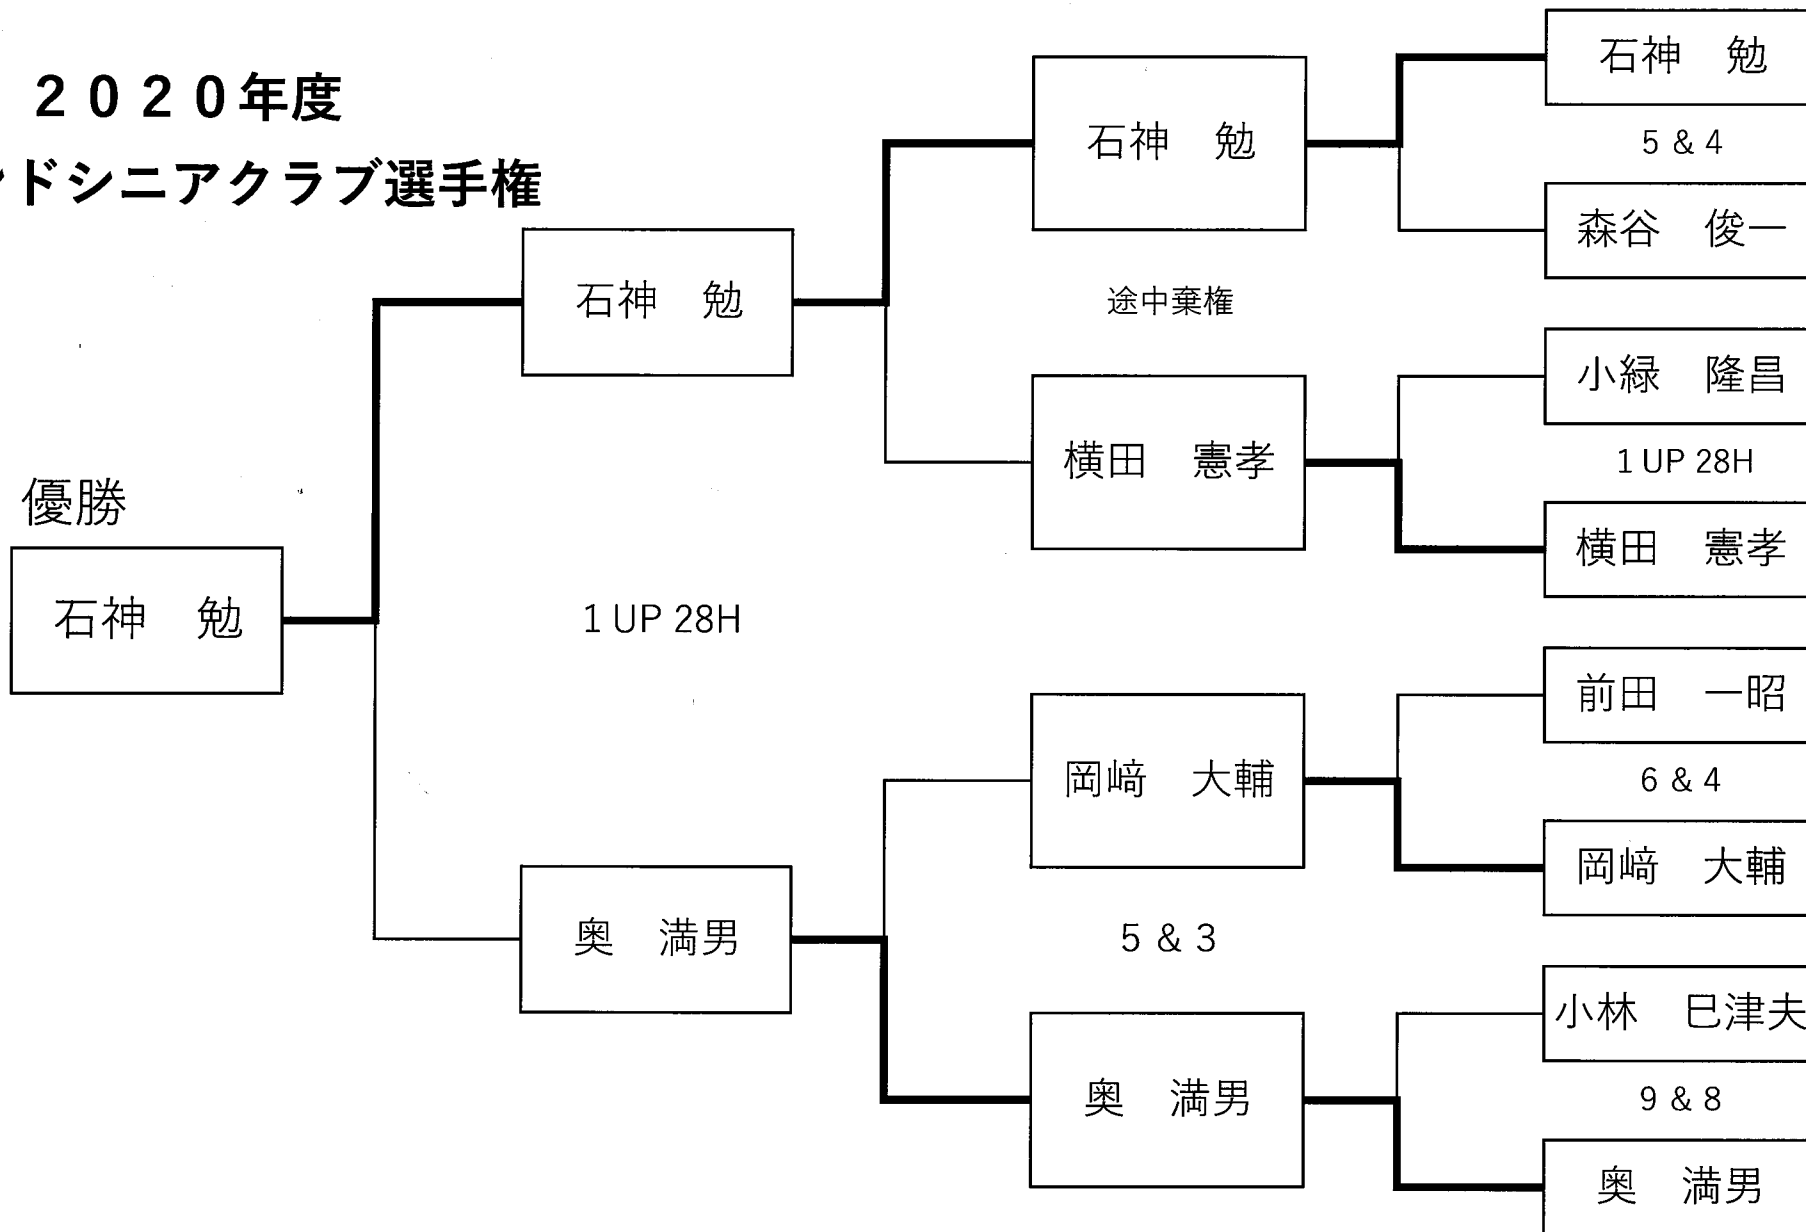 ２０２０年度
ンドシニアクラブ選手権
優勝
石神　勉
石神　勉
1 UP 28H
奥　満男
石神　勉
途中棄権
横田　憲孝
岡﨑　大輔
5 & 3
奥　満男
石神　勉
5 & 4
森谷　俊一
小緑　隆昌
1 UP 28H
横田　憲孝
前田　一昭
6 & 4
岡﨑　大輔
小林　巳津夫
9 & 8
奥　満男